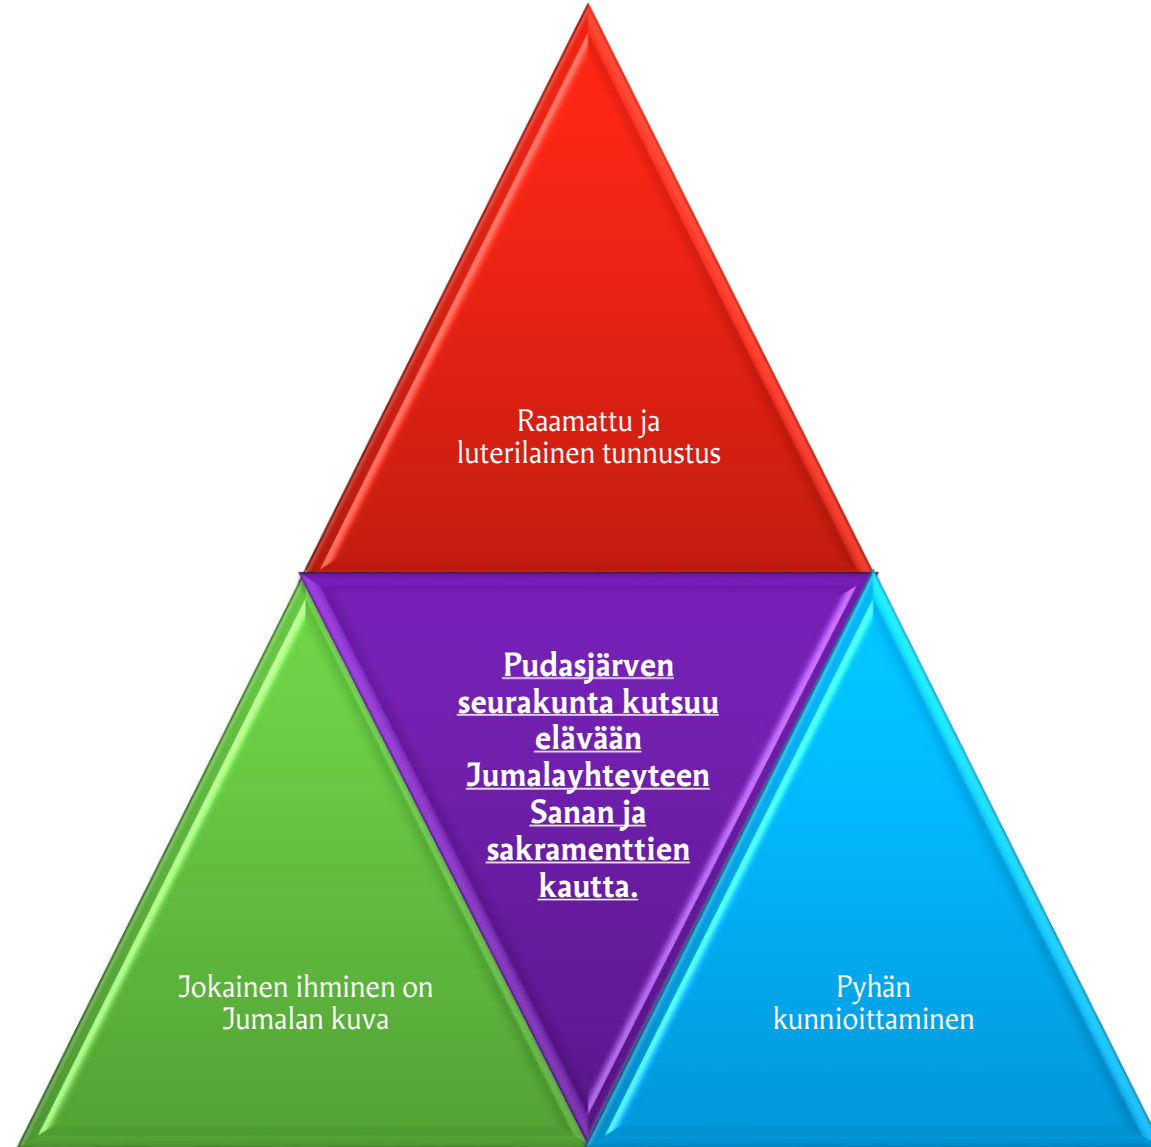 Raamattu ja
luterilainen tunnustus
Pudasjärven
seurakunta kutsuu
elävään
Jumalayhteyteen
Sanan ja
sakramenttien
kautta.
Jokainen ihminen on
Jumalan kuva
Pyhän
kunnioittaminen